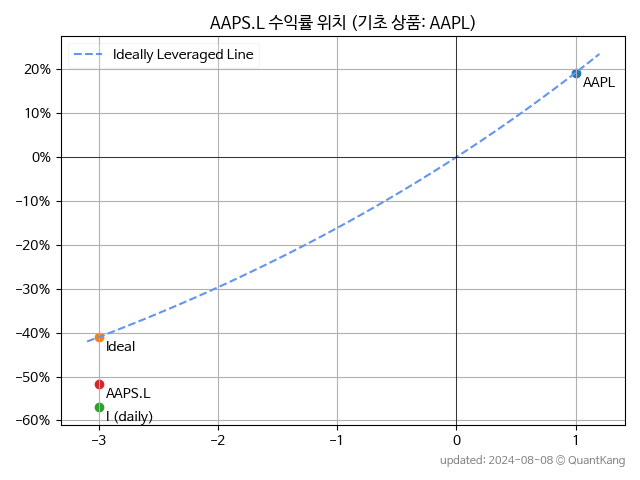 AAPS.L 수익률 위치 (기초 상품: AAPL)
Ideally Leveraged Line
20%
10%
0%
-10%
-20%
-30%
-40%
-50%
-60%
AAPL
Ideal
AAPS.L
I (daily)
-3 -2 -1 0 1
updated: 2024-08-08 © QuantKang